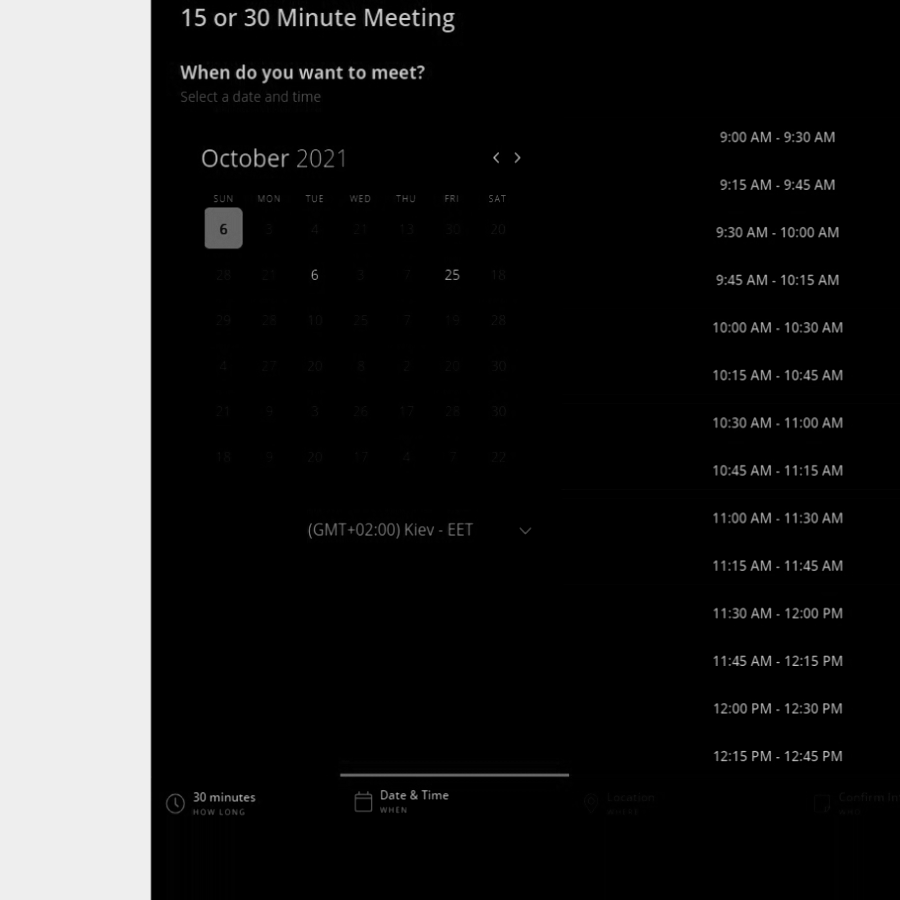 15 or 30 Minute Meeting
When do you want to meet?
Select a date and time
October 2021
SUN MON TUE WED THU FRI SAT
6 3 4 21 13 30 20
28 21 6 3 7 25 18
29 28 10 25 7 19 28
4 27 20 8 2 20 30
21 9 3 26 17 28 30
18 9 20 17 4 7 22
(GMT+02:00) Kiev - EET
9:00 AM - 9:30 AM
9:15 AM - 9:45 AM
9:30 AM - 10:00 AM
9:45 AM - 10:15 AM
10:00 AM - 10:30 AM
10:15 AM - 10:45 AM
10:30 AM - 11:00 AM
10:45 AM - 11:15 AM
11:00 AM - 11:30 AM
11:15 AM - 11:45 AM
11:30 AM - 12:00 PM
11:45 AM - 12:15 PM
12:00 PM - 12:30 PM
12:15 PM - 12:45 PM
30 minutes
HOW LONG
Date & Time
WHEN
Location
WHERE
Confirm In
WHO